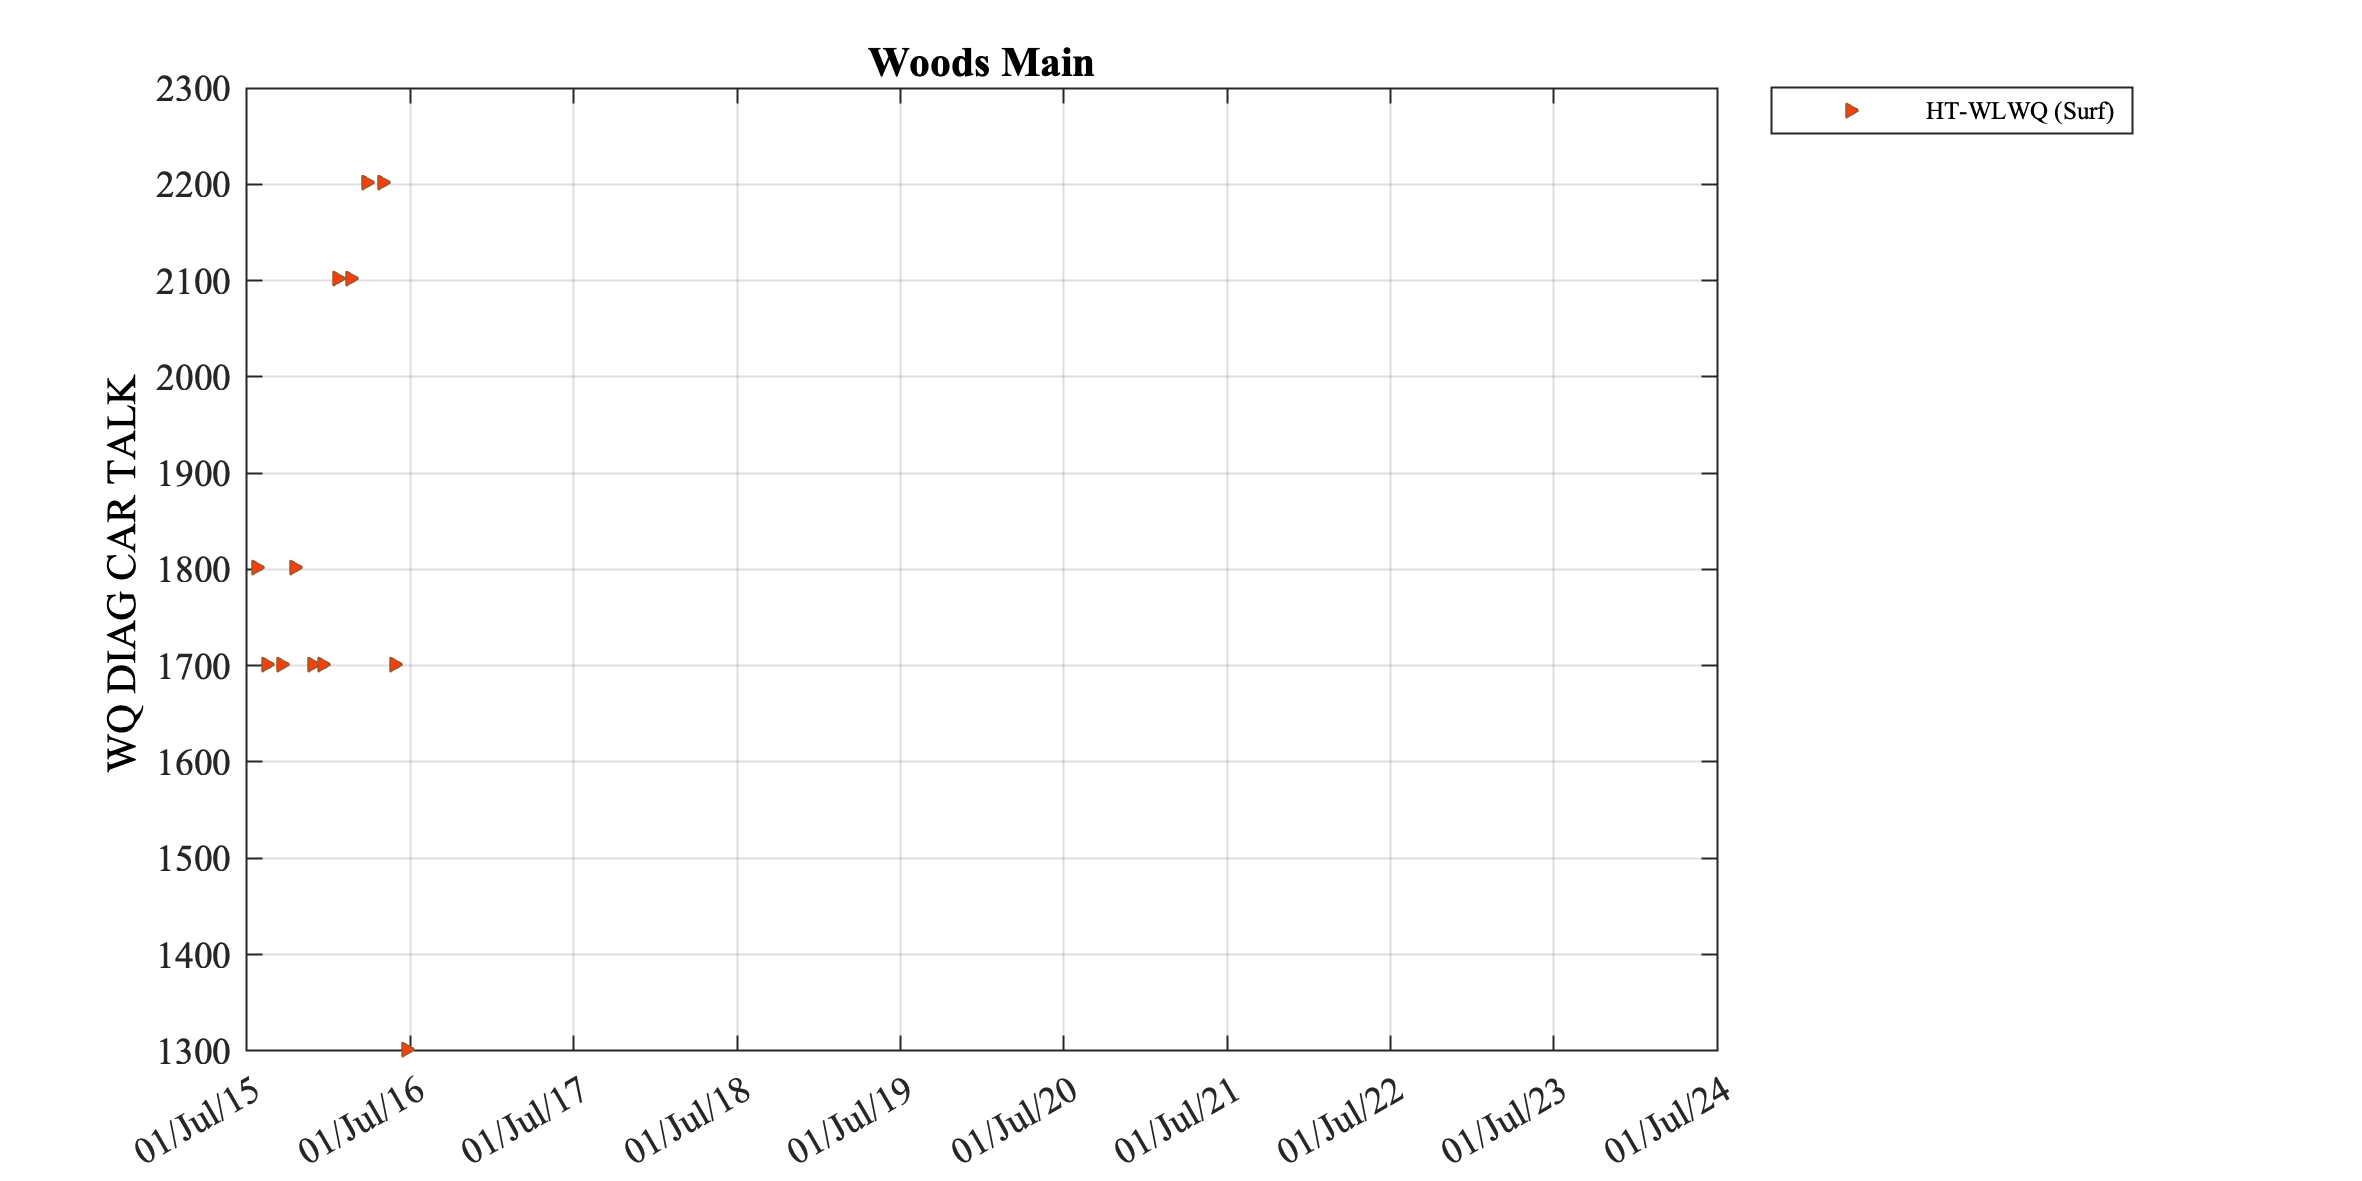 Woods Main
HT-WLWQ (Surf)
WQ DIAG CAR TALK
2300
2200
2100
2000
1900
1800
1700
1600
1500
1400
1300
01/Jul/15
01/Jul/16
01/Jul/17
01/Jul/18
01/Jul/19
01/Jul/20
01/Jul/21
01/Jul/22
01/Jul/23
01/Jul/24